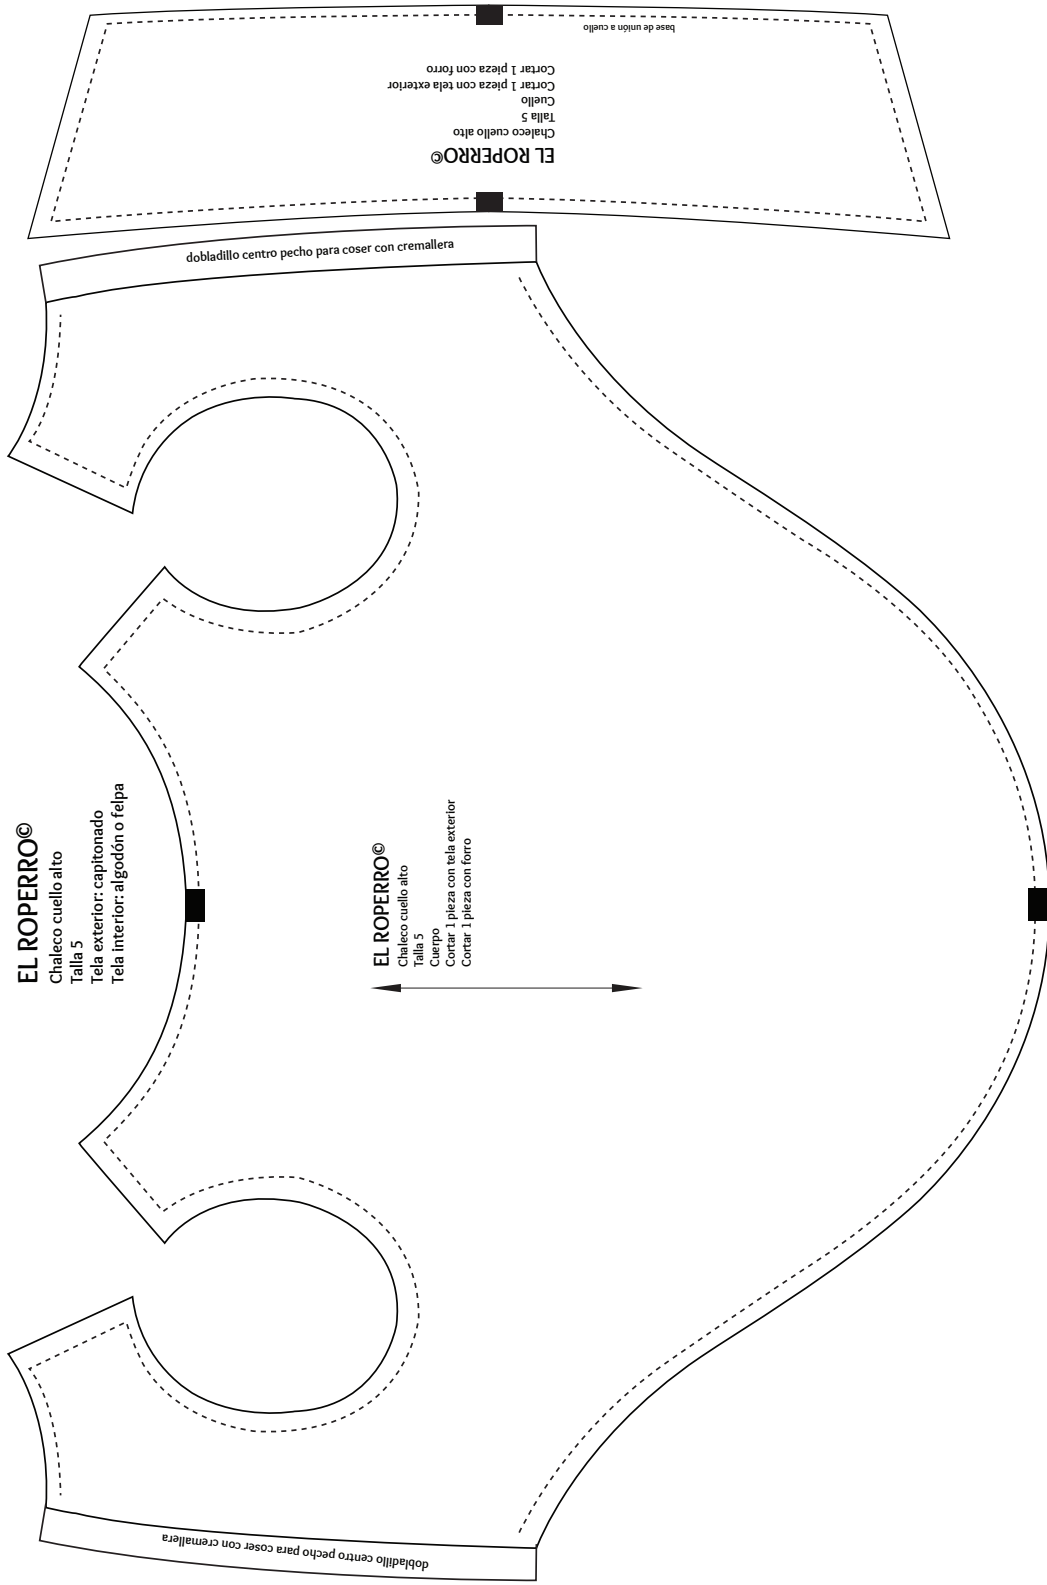 base de unión a cuello
EL ROPERRO©
Chaleco cuello alto
Talla 5
Cuello
Cortar 1 pieza con tela exterior
Cortar 1 pieza con forro
dobladillo centro pecho para coser con cremallera
EL ROPERRO©
Chaleco cuello alto
Talla 5
Tela exterior: capitonado
Tela interior: algodón o felpa
EL ROPERRO©
Chaleco cuello alto
Talla 5
Cuerpo
Cortar 1 pieza con tela exterior
Cortar 1 pieza con forro
dobladillo centro pecho para coser con cremallera